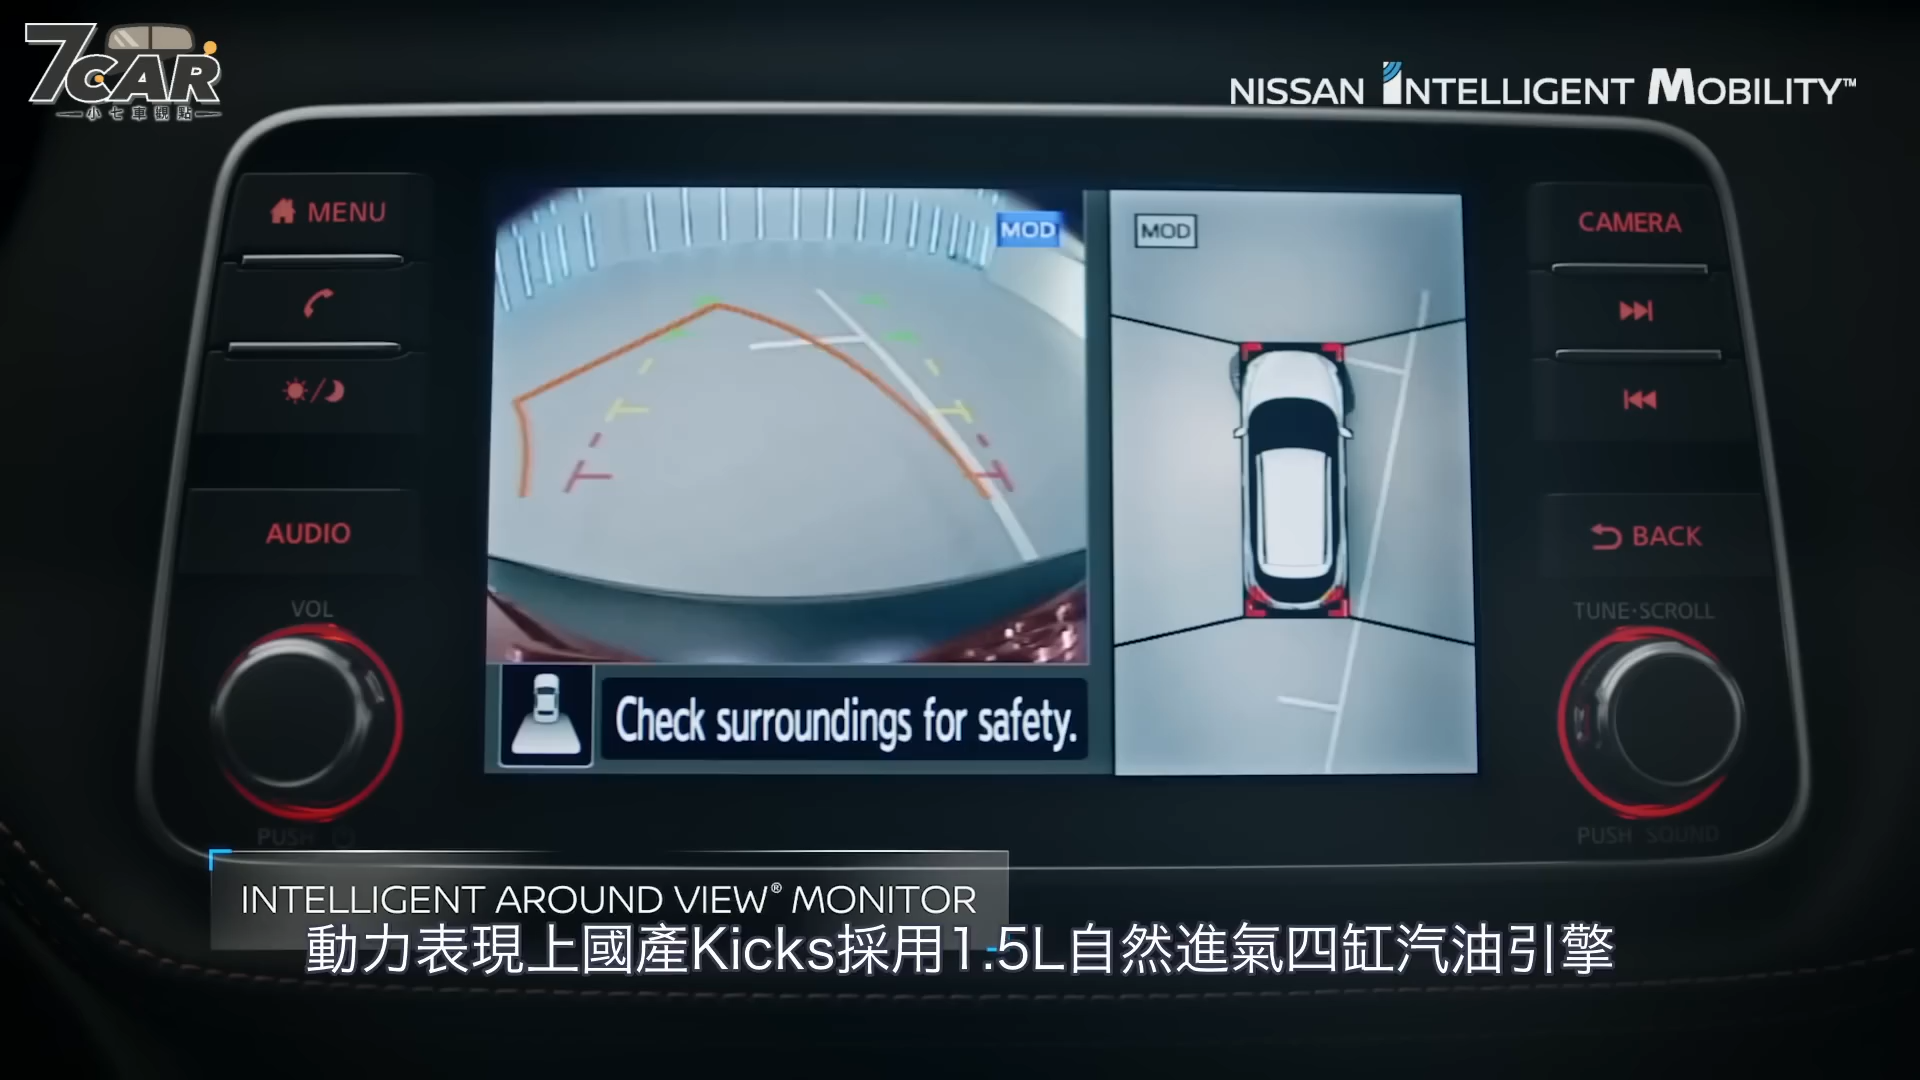 7CAR
小七車觀點
NISSAN INTELLIGENT MOBILITY™
MENU
AUDIO
VOL
PUSH
MOD
MOD
Check surroundings for safety.
CAMERA
BACK
TUNE·SCROLL
PUSH SOUND
INTELLIGENT AROUND VIEW® MONITOR
動力表現上國產Kicks採用1.5L自然進氣四缸汽油引擎